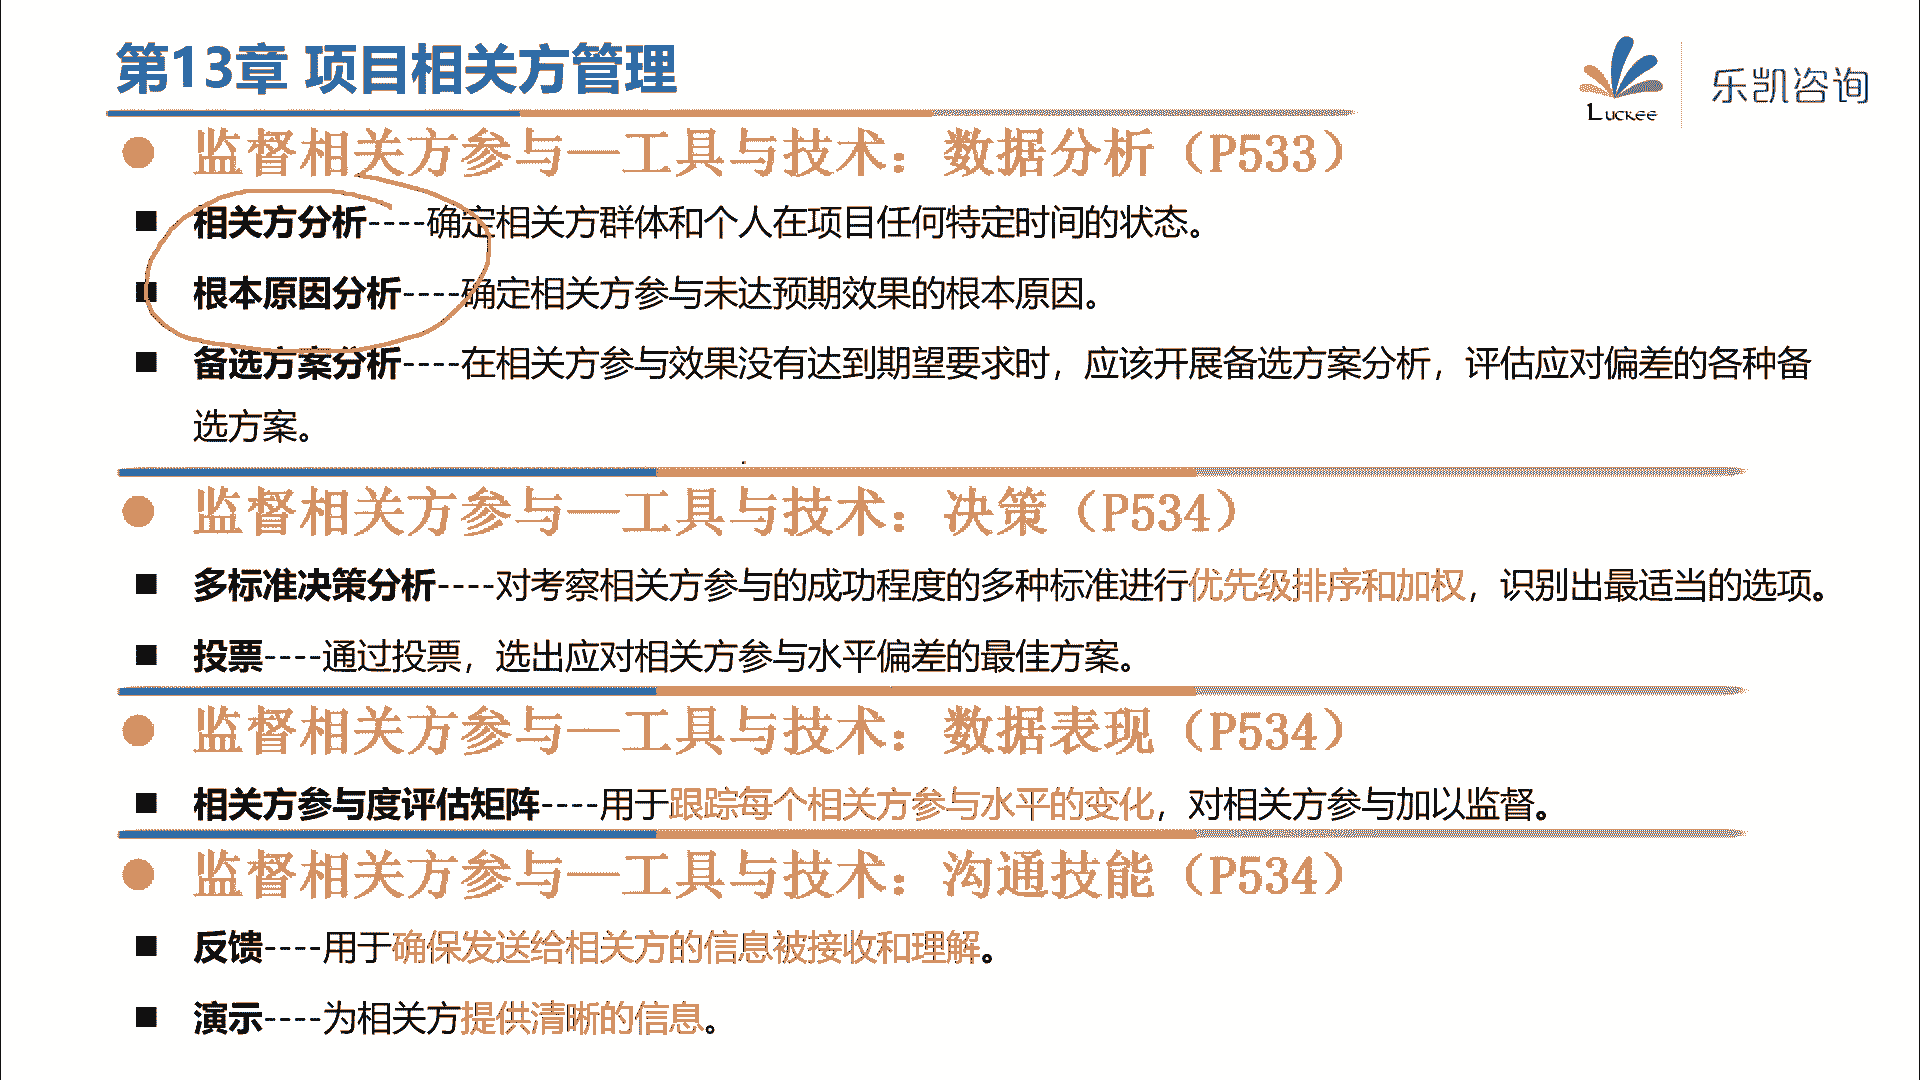 第13章 项目相关方管理
Luckee
乐凯咨询
监督相关方参与—工具与技术：数据分析（P533）
相关方分析----确定相关方群体和个人在项目任何特定时间的状态。
根本原因分析----确定相关方参与未达预期效果的根本原因。
备选方案分析----在相关方参与效果没有达到期望要求时，应该开展备选方案分析，评估应对偏差的各种备
选方案。
监督相关方参与—工具与技术：决策（P534）
多标准决策分析----对考察相关方参与的成功程度的多种标准进行优先级排序和加权，识别出最适当的选项。
投票----通过投票，选出应对相关方参与水平偏差的最佳方案。
监督相关方参与—工具与技术：数据表现（P534）
相关方参与度评估矩阵----用于跟踪每个相关方参与水平的变化，对相关方参与加以监督。
监督相关方参与—工具与技术：沟通技能（P534）
反馈----用于确保发送给相关方的信息被接收和理解。
演示----为相关方提供清晰的信息。